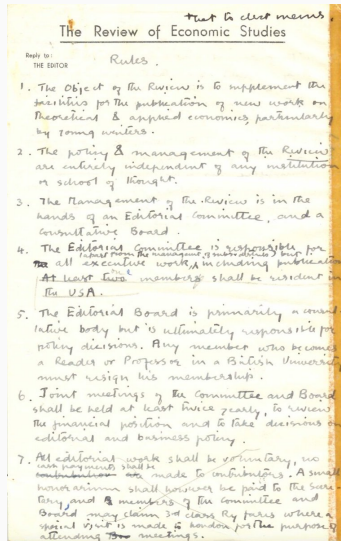 that to elect mems.
The Review of Economic Studies
Reply to:
THE EDITOR
Rules.
1. The Object of the Review is to supplement the
facilities for the publication of new work on
theoretical & applied economics, particularly
by young writers.
2. The policy & management of the Review
are entirely independent of any institution
or school of thought.
3. The Management of the Review is in the
hands of an Editorial Committee, and a
Consultative Board.
4. The Editorial Committee is responsible for
(apart from the management of
) but
all executive work, including publication
At least members shall be resident in
the USA.
5. The Editorial Board is primarily a consul
tative body but is ultimately responsible for
policy decisions. Any member who becomes
a Reader or Professor in a British University
must resign his membership.
6. Joint meetings of the Committee and Board
shall be held at least twice yearly, to review
the financial position and to take decisions on
editorial and business policy.
7. All editorial work shall be voluntary, no
cash payments shall be
made to contributors. A small
honorarium shall however be paid to the Secre-
tary, and members of the Committee and
Board may claim 3rd class Ry fares where a
special visit is made to London for the purpose of
attending meetings.